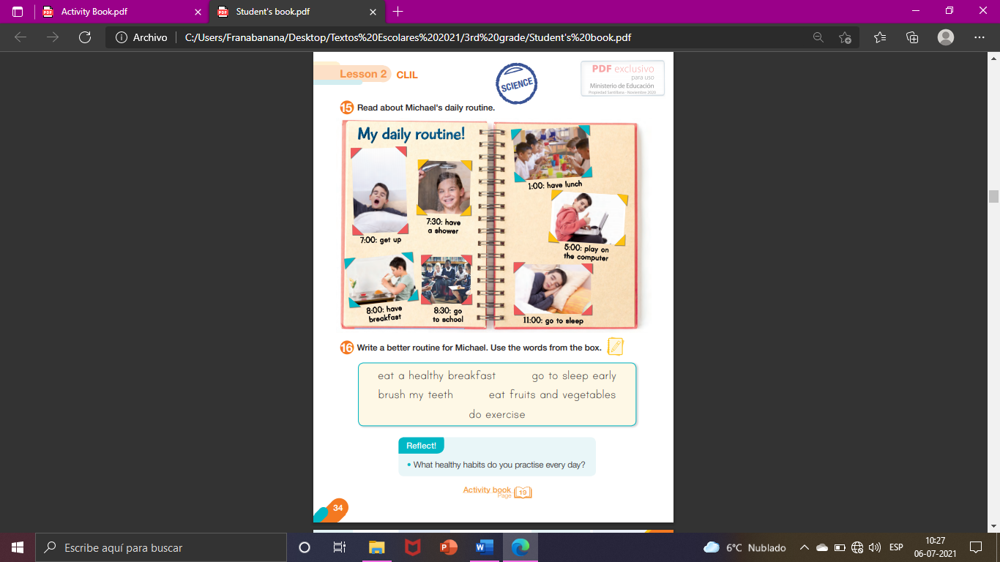 Activity Book.pdf
Student's book.pdf
Archivo
C:/Users/Franabanana/Desktop/Textos%20Escolares%202021/3rd%20grade/Student's%20book.pdf
Lesson 2 CLIL
SCIENCE
PDF exclusivo
para uso
Ministerio de Educación
Propiedad Santillana - Noviembre 2020
15 Read about Michael's daily routine.
My daily routine!
7:00: get up
7:30: have
a shower
8:00: have
breakfast
8:30: go
to school
1:00: have lunch
5:00: play on
the computer
11:00: go to sleep
16 Write a better routine for Michael. Use the words from the box.
eat a healthy breakfast go to sleep early
brush my teeth eat fruits and vegetables
do exercise
Reflect!
• What healthy habits do you practise every day?
Activity book
Page 19
34
Escribe aquí para buscar
6°C Nublado
ESP
10:27
06-07-2021